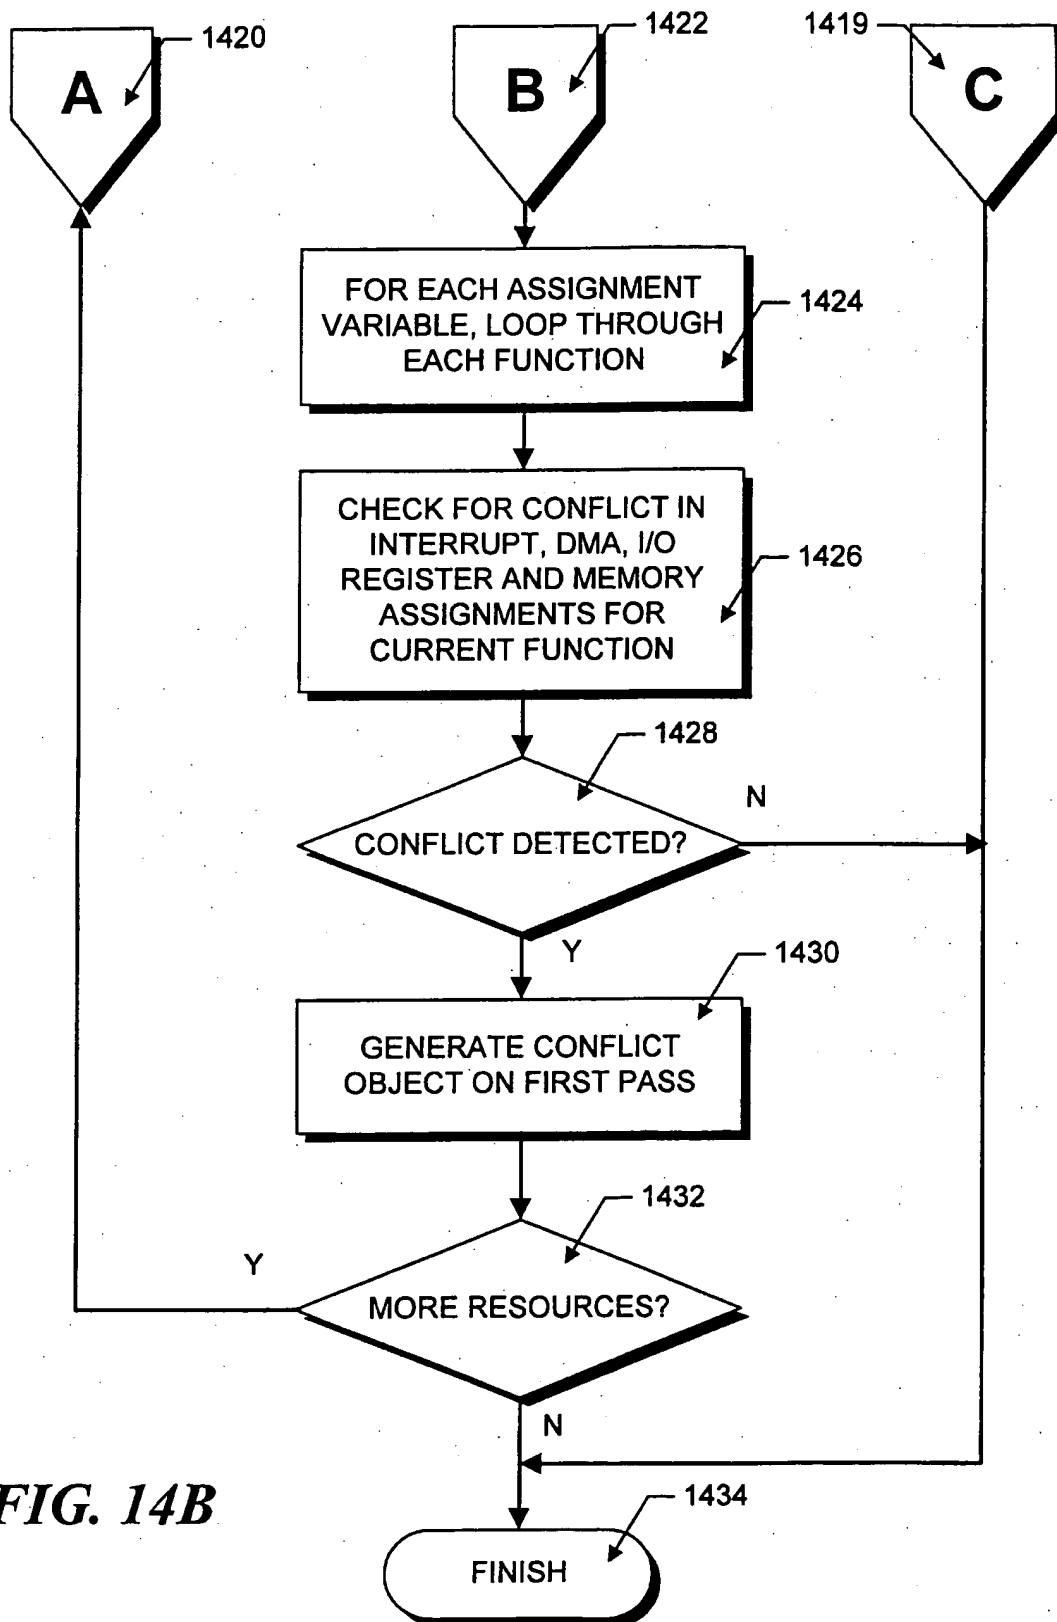 1420
1422
1419
A
B
C
FOR EACH ASSIGNMENT
VARIABLE, LOOP THROUGH
EACH FUNCTION
1424
CHECK FOR CONFLICT IN
INTERRUPT, DMA, I/O
REGISTER AND MEMORY
ASSIGNMENTS FOR
CURRENT FUNCTION
1426
1428
N
CONFLICT DETECTED?
Y
1430
GENERATE CONFLICT
OBJECT ON FIRST PASS
1432
Y
MORE RESOURCES?
N
FIG. 14B
1434
FINISH